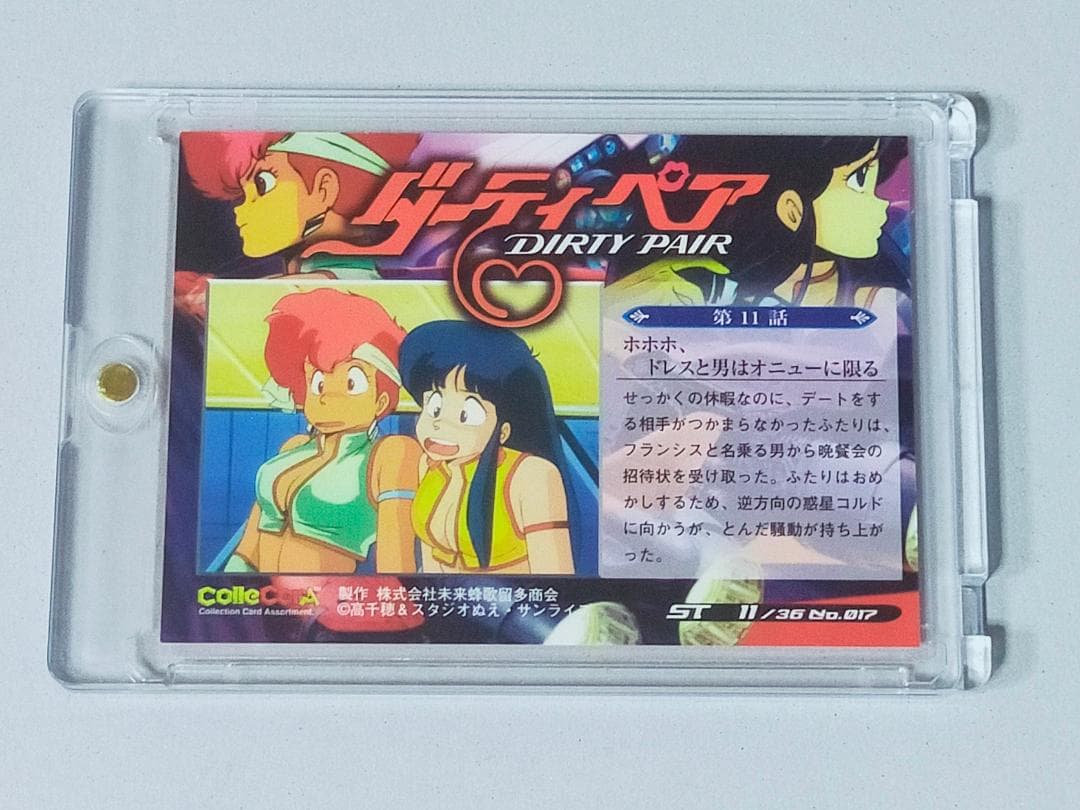 ダーティペア
DIRTY PAIR
第11話
ホホホ、
ドレスと男はオニューに限る
せっかくの休暇なのに、デートをす
る相手がつかまらなかったふたりは、
フランシスと名乗る男から晩餐会の
招待状を受け取った。ふたりはおめ
かしするため、逆方向の惑星コルド
に向かうが、とんだ騒動が持ち上が
った。
ColleCarA
Collection Card Assortment.
製作 株式会社未来蜂歌留多商会
©高千穂&スタジオぬえ・サンライズ
ST 11/36 No.017